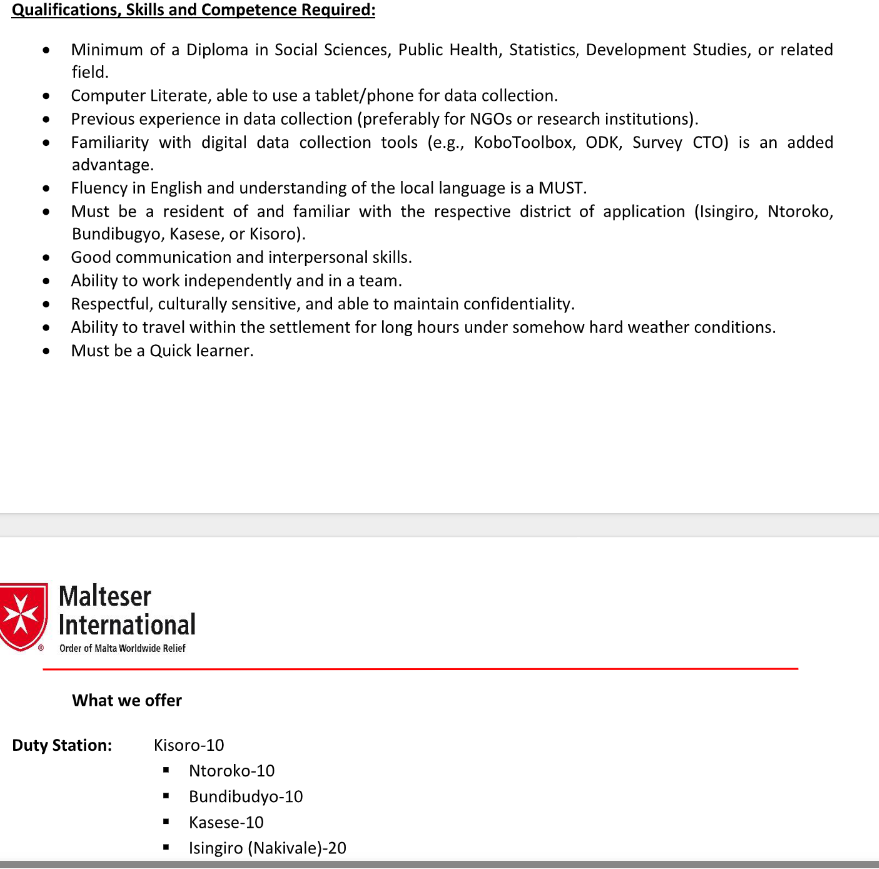 Qualifications, Skills and Competence Required:
• Minimum of a Diploma in Social Sciences, Public Health, Statistics, Development Studies, or related
field.
• Computer Literate, able to use a tablet/phone for data collection.
• Previous experience in data collection (preferably for NGOs or research institutions).
• Familiarity with digital data collection tools (e.g., KoboToolbox, ODK, Survey CTO) is an added
advantage.
• Fluency in English and understanding of the local language is a MUST.
• Must be a resident of and familiar with the respective district of application (Isingiro, Ntoroko,
Bundibugyo, Kasese, or Kisoro).
• Good communication and interpersonal skills.
• Ability to work independently and in a team.
• Respectful, culturally sensitive, and able to maintain confidentiality.
• Ability to travel within the settlement for long hours under somehow hard weather conditions.
• Must be a Quick learner.
Malteser
International
® Order of Malta Worldwide Relief
What we offer
Duty Station: Kisoro-10
▪ Ntoroko-10
▪ Bundibudyo-10
▪ Kasese-10
▪ Isingiro (Nakivale)-20